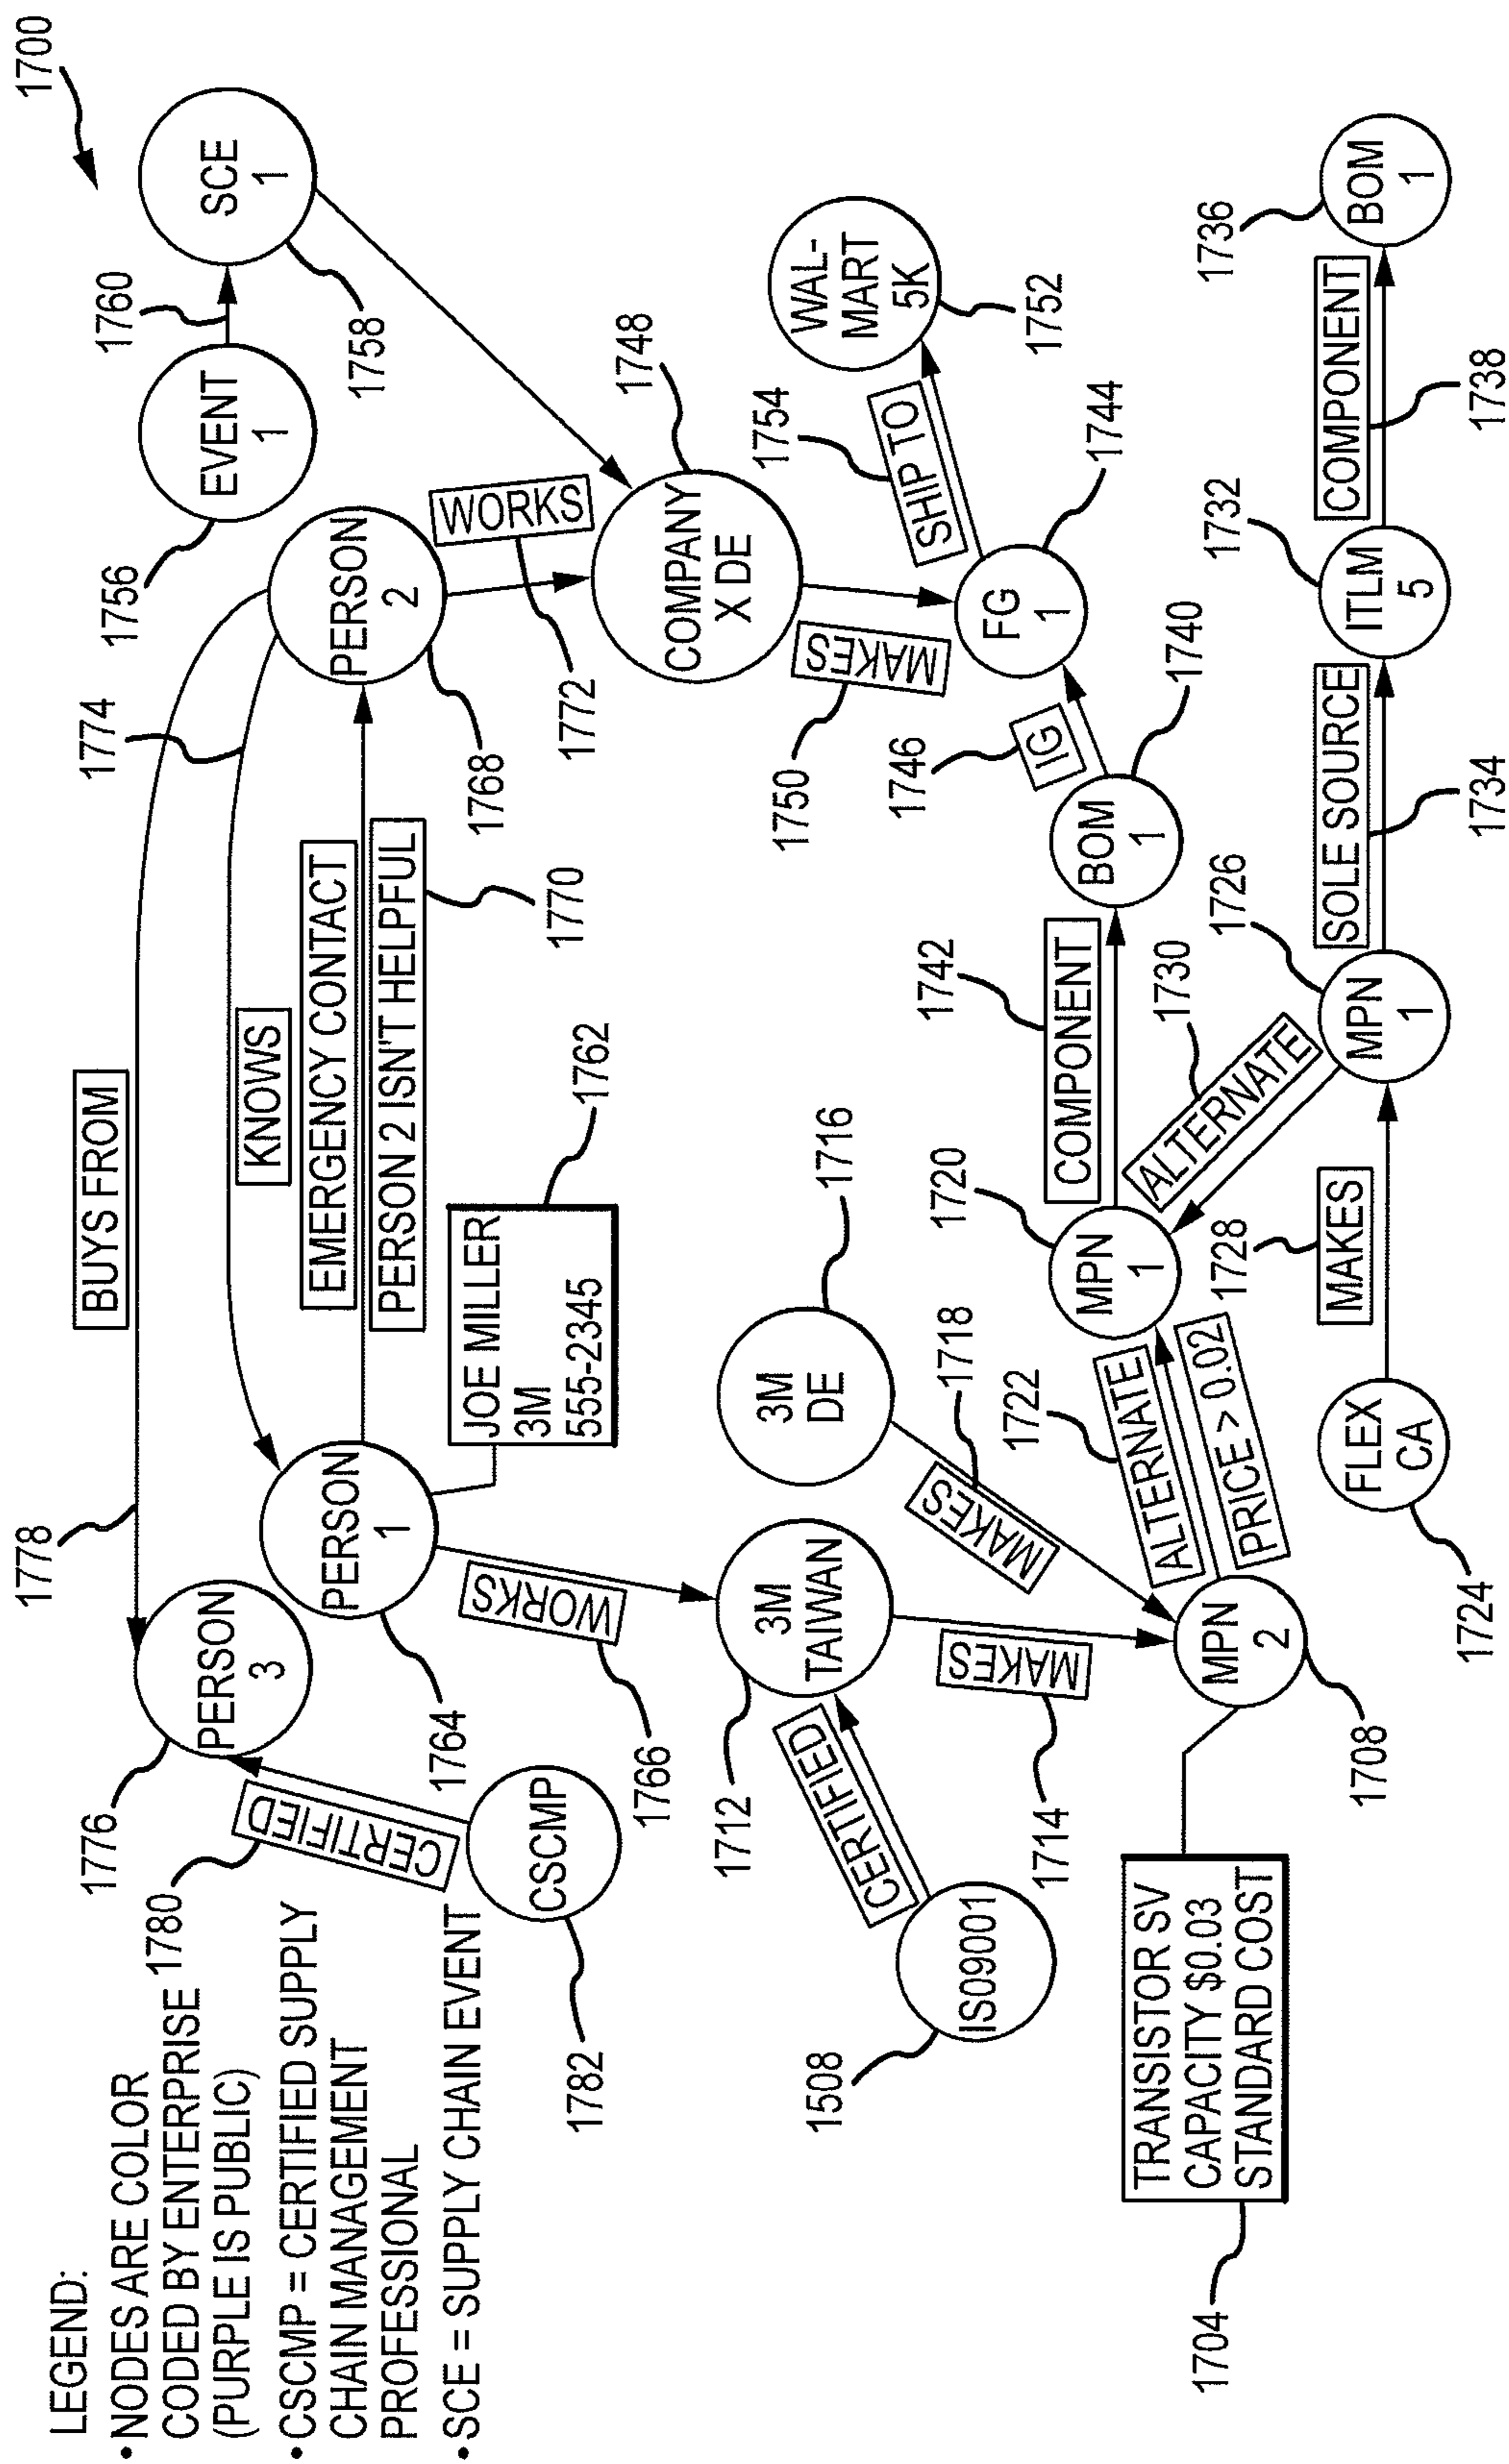 LEGEND:
• NODES ARE COLOR
CODED BY ENTERPRISE
(PURPLE IS PUBLIC)
• CSCMP = CERTIFIED SUPPLY
CHAIN MANAGEMENT
PROFESSIONAL
• SCE = SUPPLY CHAIN EVENT
1700
1778
BUYS FROM
1774
KNOWS
EMERGENCY CONTACT
PERSON 2 ISN'T HELPFUL
1770
1776
PERSON
3
1780
CERTIFIED
CSCMP
1782
PERSON
1
1764
JOE MILLER
3M
555-2345
1762
WORKS
1766
PERSON
2
1768
WORKS
1772
1756
EVENT
1
1760
SCE
1
1758
COMPANY
X DE
1748
MAKES
1750
1712
3M
TAIWAN
CERTIFIED
IS09001
1508
MAKES
1714
3M
DE
1716
MAKES
1718
WAL-
MART
5K
1752
SHIP TO
1754
FG
1
1744
IG
1746
BOM
1
1740
COMPONENT
1742
MPN
1
1720
ALTERNATE
1722
PRICE > 0.02
ALTERNATE
1730
MPN
2
1708
TRANSISTOR SV
CAPACITY $0.03
STANDARD COST
1704
FLEX
CA
1724
MAKES
1728
MPN
1
1726
SOLE SOURCE
1734
ITLM
5
1732
COMPONENT
1738
BOM
1
1736